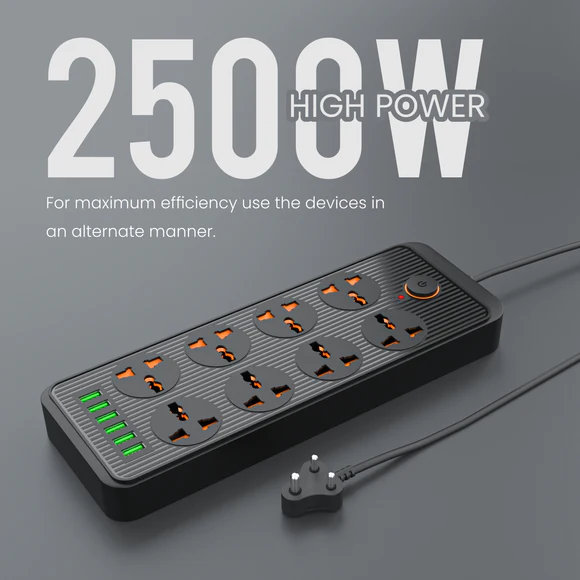 2500W
HIGH POWER
For maximum efficiency use the devices in
an alternate manner.